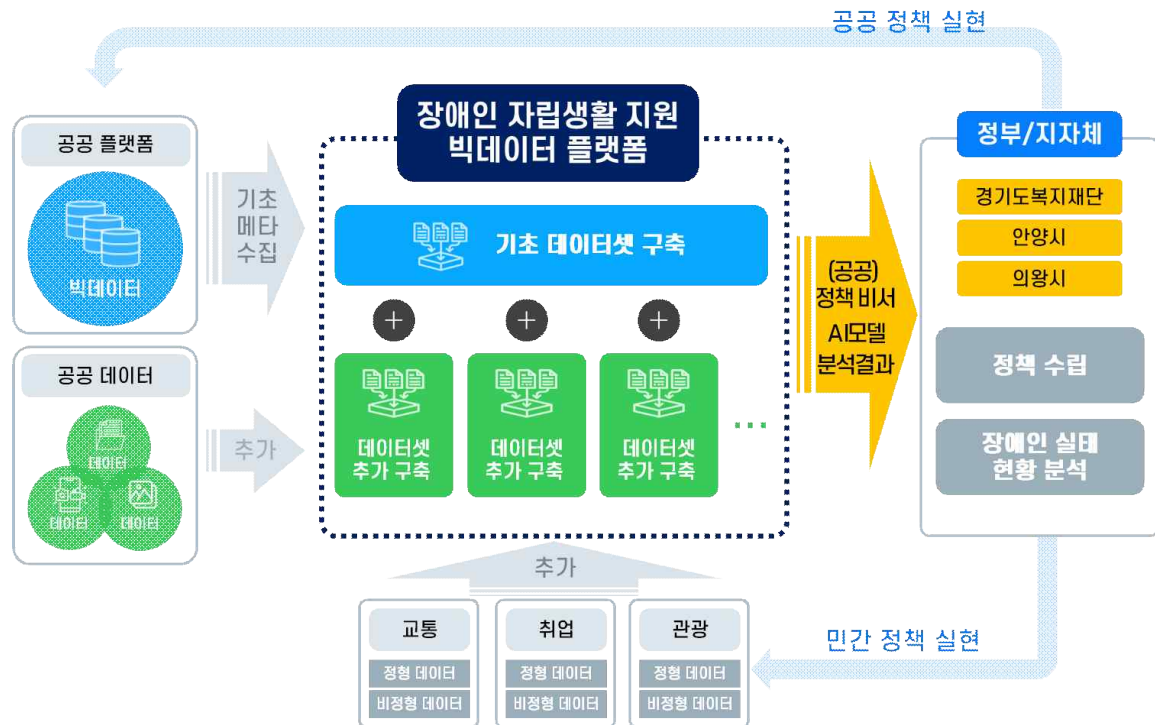 공공 정책 실현
공공 플랫폼
빅데이터
기초
메타
수집
공공 데이터
데이터
데이터
데이터
추가
장애인 자립생활 지원
빅데이터 플랫폼
기초 데이터셋 구축
+
+
+
데이터셋
추가 구축
데이터셋
추가 구축
데이터셋
추가 구축
...
추가
교통
정형 데이터
비정형 데이터
취업
정형 데이터
비정형 데이터
관광
정형 데이터
비정형 데이터
(공공)
정책 비서
AI모델
분석결과
정부/지자체
경기도복지재단
안양시
의왕시
정책 수립
장애인 실태
현황 분석
민간 정책 실현